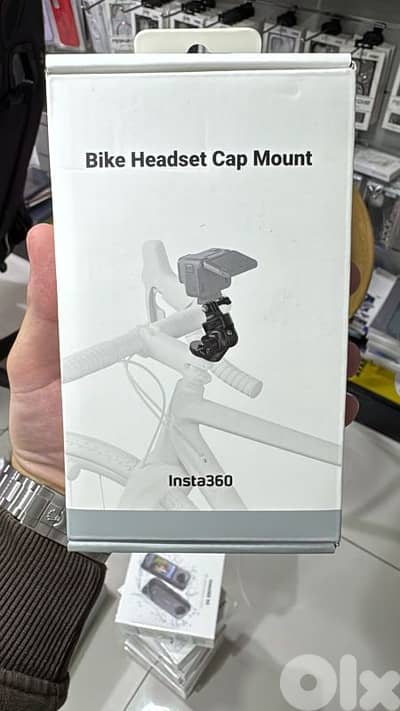 Bike Headset Cap Mount
Insta360
Olx